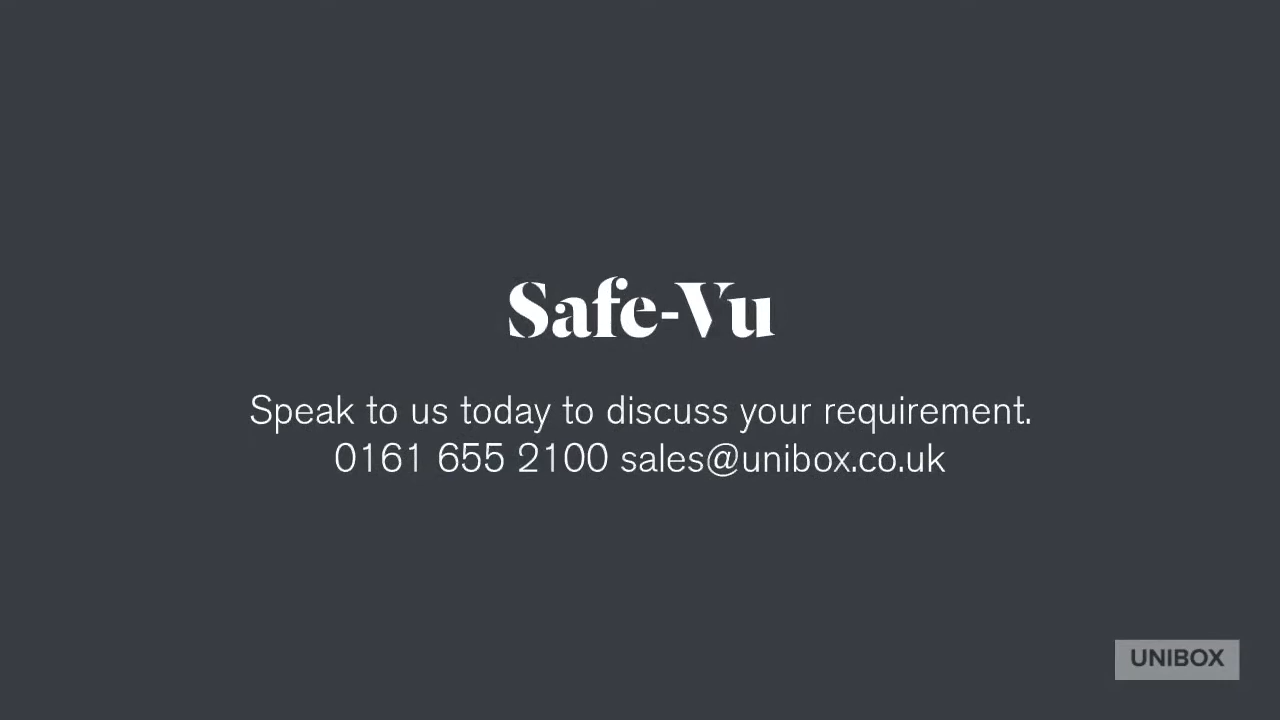 Safe-Vu
Speak to us today to discuss your requirement.
0161 655 2100 sales@unibox.co.uk
UNIBOX